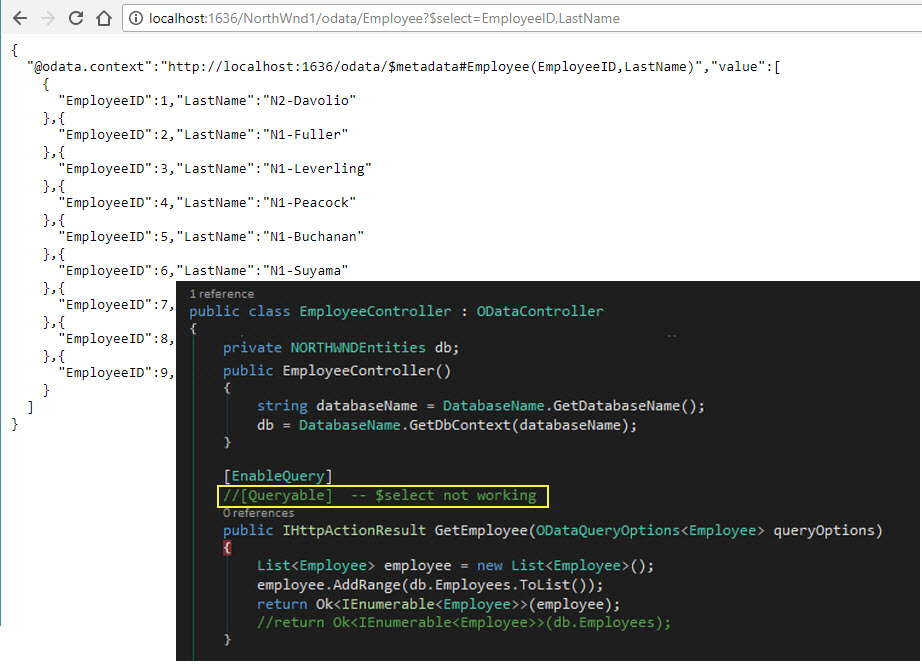 localhost:1636/NorthWnd1/odata/Employee?$select=EmployeeID,LastName
{
"@odata.context":"http://localhost:1636/odata/$metadata#Employee(EmployeeID,LastName)","value":[
{
"EmployeeID":1,"LastName":"N2-Davolio"
},{
"EmployeeID":2,"LastName":"N1-Fuller"
},{
"EmployeeID":3,"LastName":"N1-Leverling"
},{
"EmployeeID":4,"LastName":"N1-Peacock"
},{
"EmployeeID":5,"LastName":"N1-Buchanan"
},{
"EmployeeID":6,"LastName":"N1-Suyama"
},{
"EmployeeID":7,
},{
"EmployeeID":8,
},{
"EmployeeID":9,
}
]
}
1 reference
public class EmployeeController : ODataController
{
private NORTHWNDEntities db;
public EmployeeController()
{
string databaseName = DatabaseName.GetDatabaseName();
db = DatabaseName.GetDbContext(databaseName);
}
[EnableQuery]
//[Queryable] -- $select not working
0 references
public IHttpActionResult GetEmployee(ODataQueryOptions<Employee> queryOptions)
{
List<Employee> employee = new List<Employee>();
employee.AddRange(db.Employees.ToList());
return Ok<IEnumerable<Employee>>(employee);
//return Ok<IEnumerable<Employee>>(db.Employees);
}